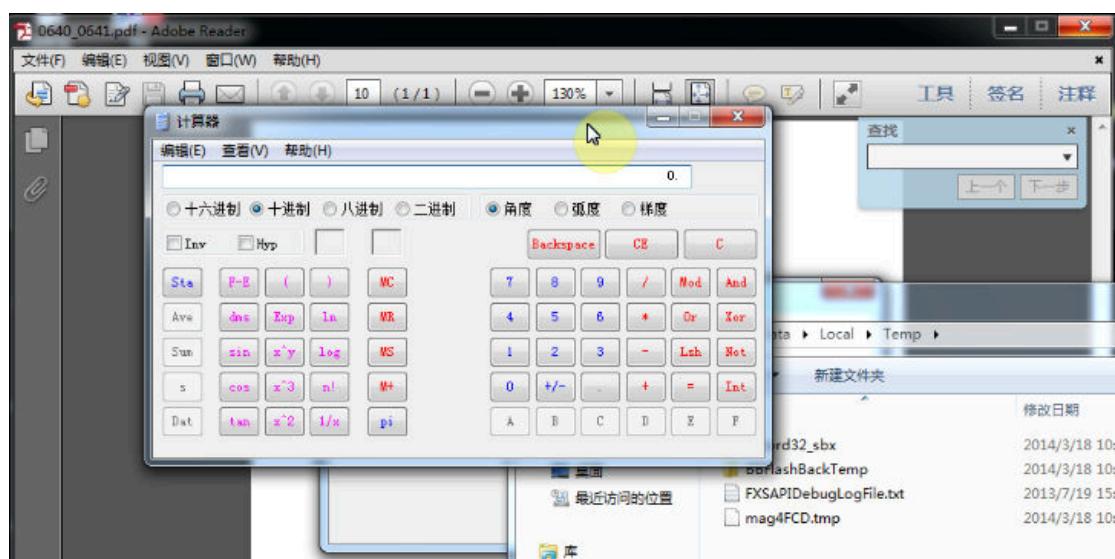 0640_0641.pdf - Adobe Reader
文件(F) 编辑(E) 视图(V) 窗口(W) 帮助(H)
10 (1/1) 130% 工具 签名 注释
计算器
编辑(E) 查看(V) 帮助(H)
0.
十六进制 十进制 八进制 二进制 角度 弧度 梯度
Inv Hyp Backspace CE C
Sta F-E ( ) MC 7 8 9 / Mod And
Ave dms Exp ln MR 4 5 6 * Or Xor
Sum sin x^y log MS 1 2 3 - Lsh Not
s cos x^3 n! M+ 0 +/- . + = Int
Dat tan x^2 1/x pi A B C D E F
查找
上一个 下一步
Local Temp
新建文件夹
修改日期
rd32_sbx 2014/3/18 10:
桌面 BBFlashBackTemp 2014/3/18 10:
最近访问的位置 FXSAPIDebugLogFile.txt 2013/7/19 15:
mag4FCD.tmp 2014/3/18 10:
库